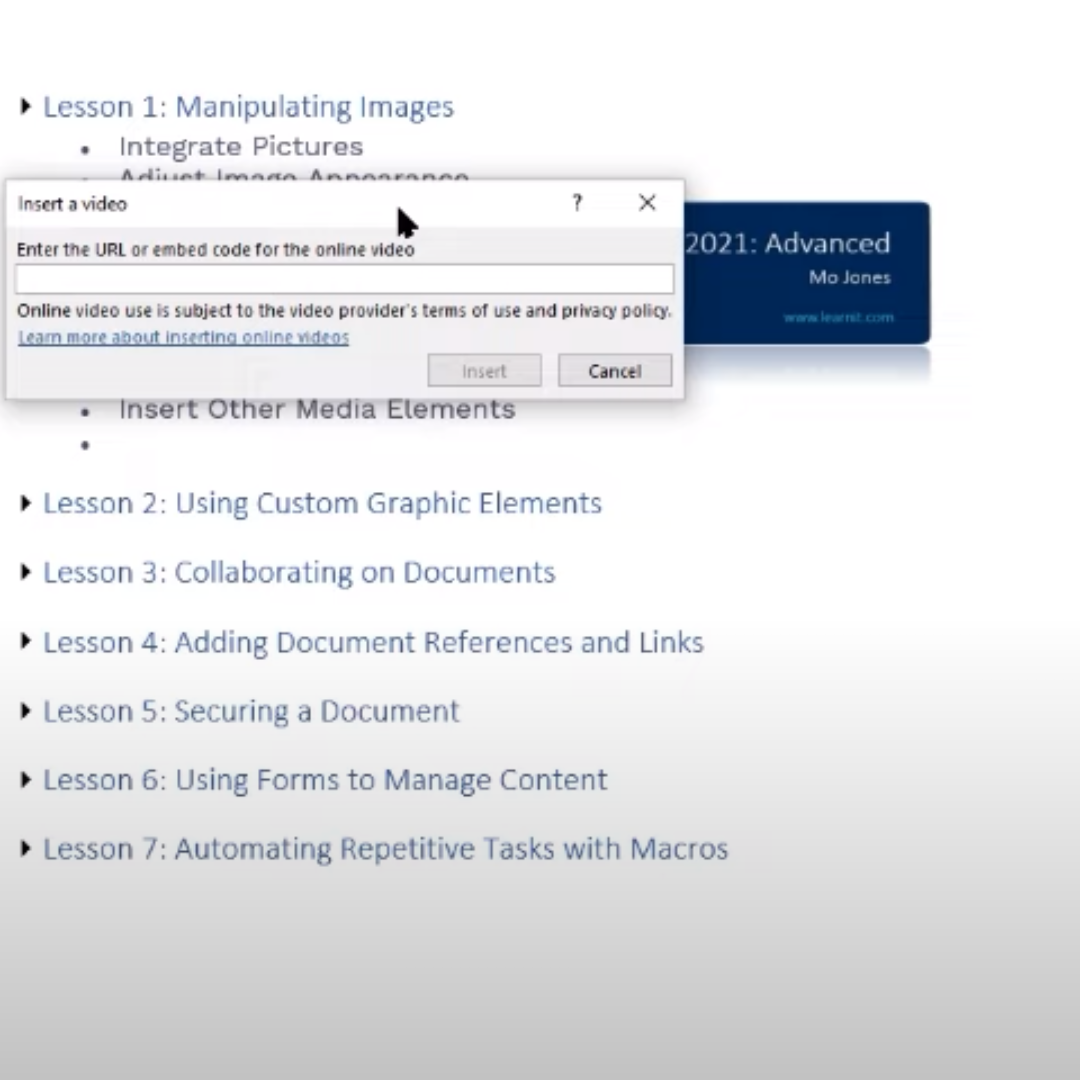 Lesson 1: Manipulating Images
Integrate Pictures
Adjust Image Appearance
Insert a video
?
Enter the URL or embed code for the online video
Online video use is subject to the video provider's terms of use and privacy policy.
Learn more about inserting online videos
Insert
Cancel
2021: Advanced
Mo Jones
www.learnit.com
Insert Other Media Elements
Lesson 2: Using Custom Graphic Elements
Lesson 3: Collaborating on Documents
Lesson 4: Adding Document References and Links
Lesson 5: Securing a Document
Lesson 6: Using Forms to Manage Content
Lesson 7: Automating Repetitive Tasks with Macros